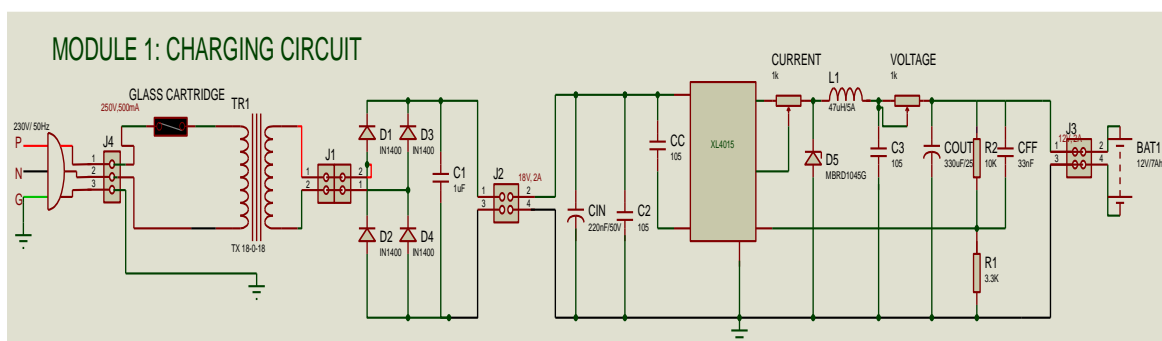 MODULE 1: CHARGING CIRCUIT
GLASS CARTRIDGE
250V,500mA
TR1
230V/ 50Hz
P
N
G
J4
1
2
3
TX 18-0-18
J1
1
2
2
1
D1
IN1400
D3
IN1400
D2
IN1400
D4
IN1400
C1
1uF
J2
18V, 2A
1
3
2
4
CIN
220nF/50V
C2
105
CC
105
XL4015
CURRENT
1k
D5
MBRD1045G
L1
47uH/5A
VOLTAGE
1k
C3
105
COUT
330uF/25
R2
10K
CFF
33nF
R1
3.3K
J3
12V, 2A
1
3
2
4
BAT1
12V/7Ah